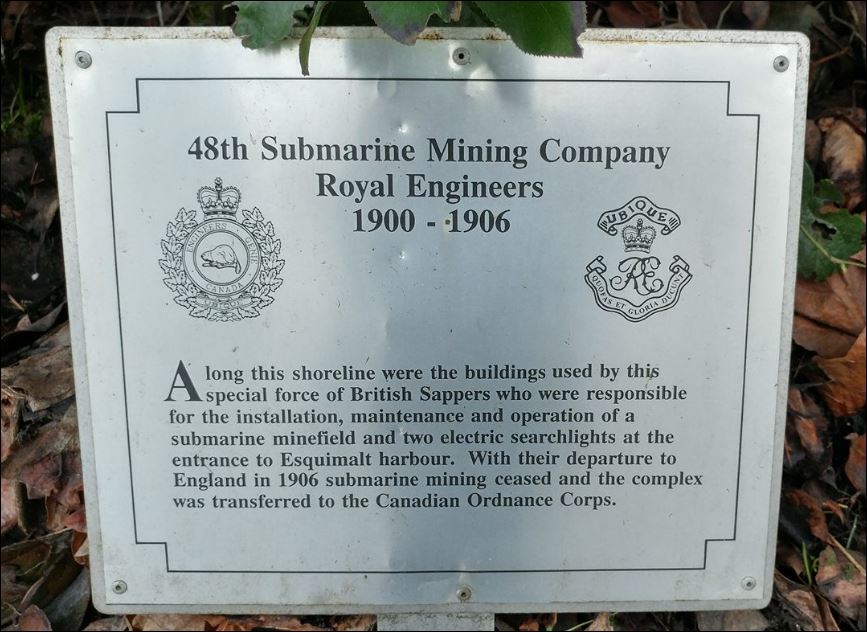 48th Submarine Mining Company
Royal Engineers
1900 - 1906
ENGINEERS GENIE
CANADA
UBIQUE
UBIQUE
RE
QUO FAS ET GLORIA DUCUNT
Along this shoreline were the buildings used by this
special force of British Sappers who were responsible
for the installation, maintenance and operation of a
submarine minefield and two electric searchlights at the
entrance to Esquimalt harbour. With their departure to
England in 1906 submarine mining ceased and the complex
was transferred to the Canadian Ordnance Corps.